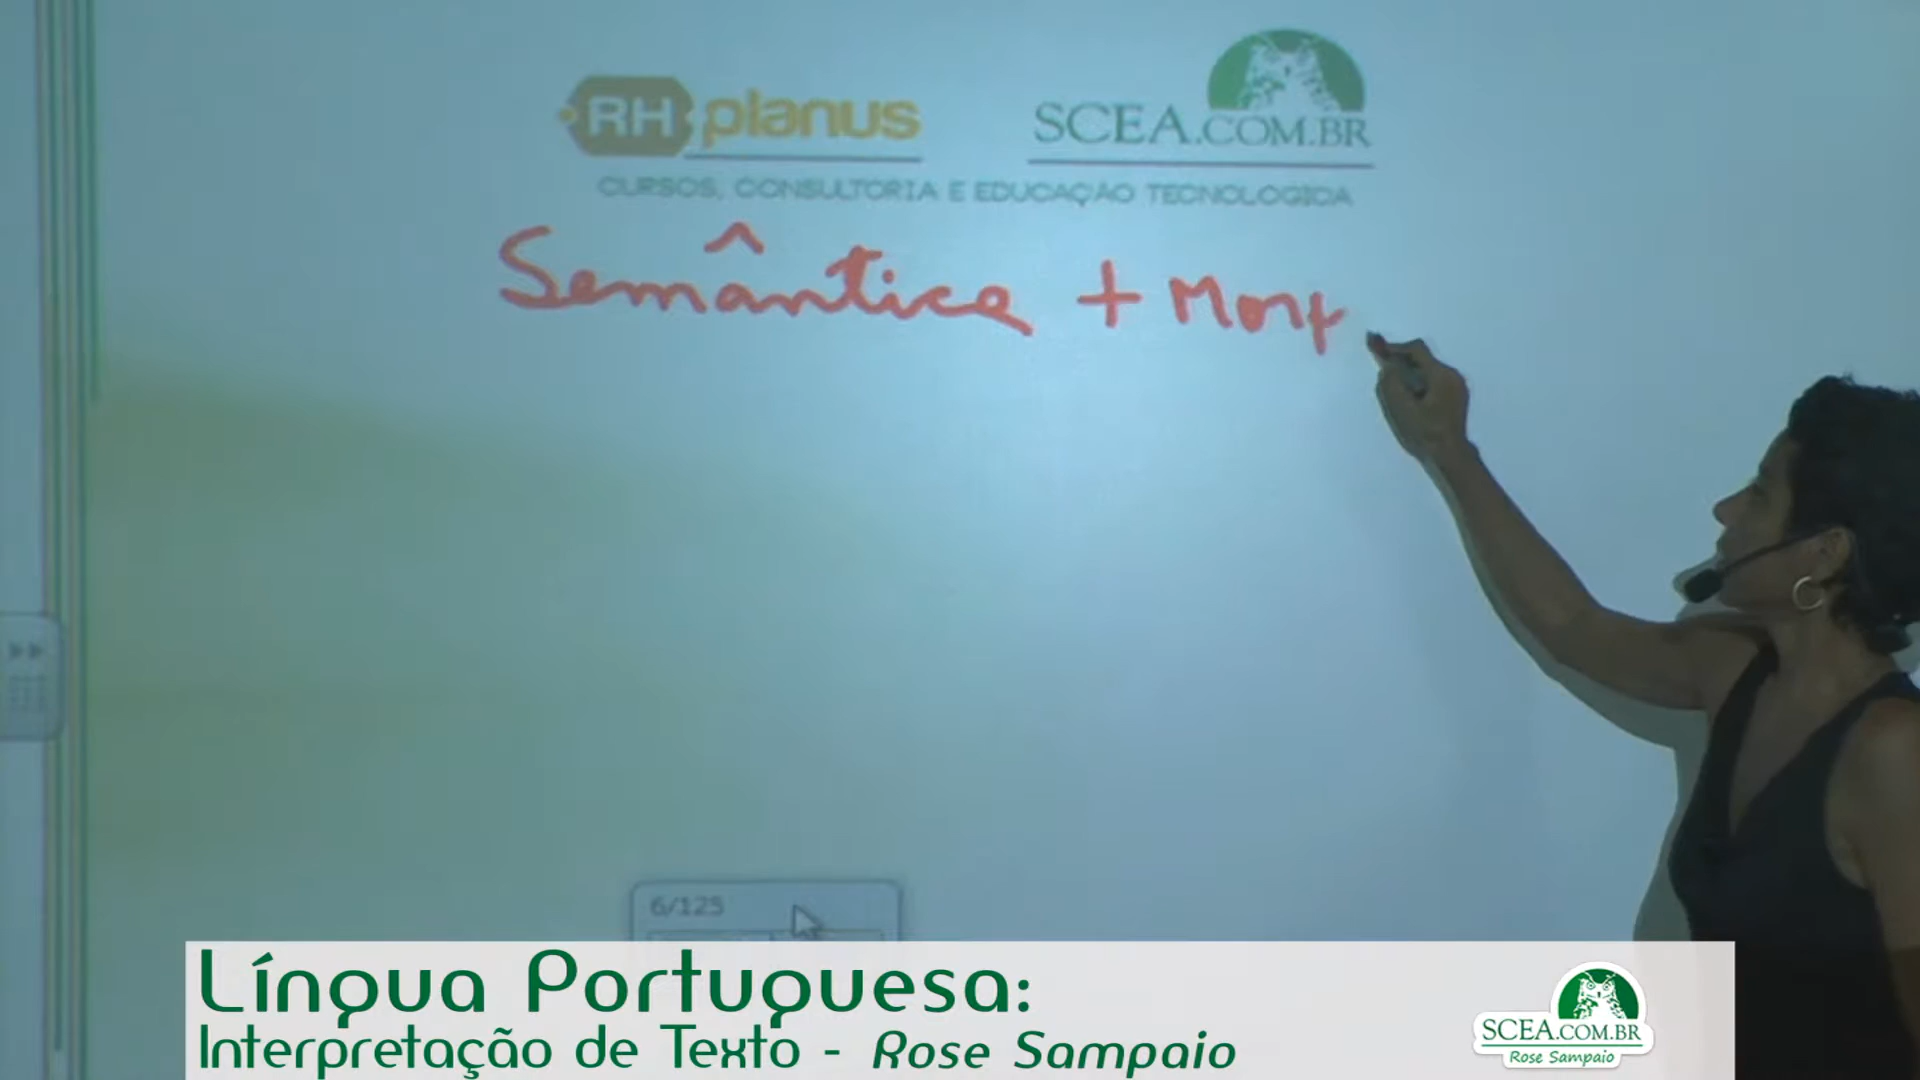 RH planus
SCEA.COM.BR
CURSOS, CONSULTORIA E EDUCAÇÃO TECNOLOGICA
Semântica + Morf
6/125
Língua Portuguesa:
Interpretação de Texto - Rose Sampaio
SCEA.COM.BR
Rose Sampaio